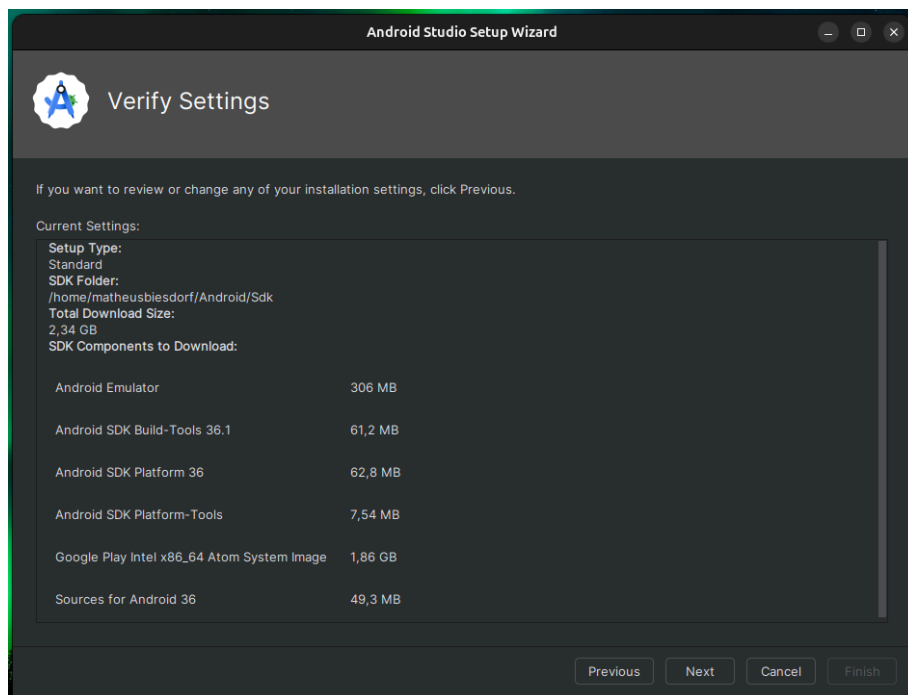 Android Studio Setup Wizard
Verify Settings
If you want to review or change any of your installation settings, click Previous.
Current Settings:
Setup Type:
Standard
SDK Folder:
/home/matheusbiesdorf/Android/Sdk
Total Download Size:
2,34 GB
SDK Components to Download:
Android Emulator 306 MB
Android SDK Build-Tools 36.1 61,2 MB
Android SDK Platform 36 62,8 MB
Android SDK Platform-Tools 7,54 MB
Google Play Intel x86_64 Atom System Image 1,86 GB
Sources for Android 36 49,3 MB
Previous Next Cancel Finish